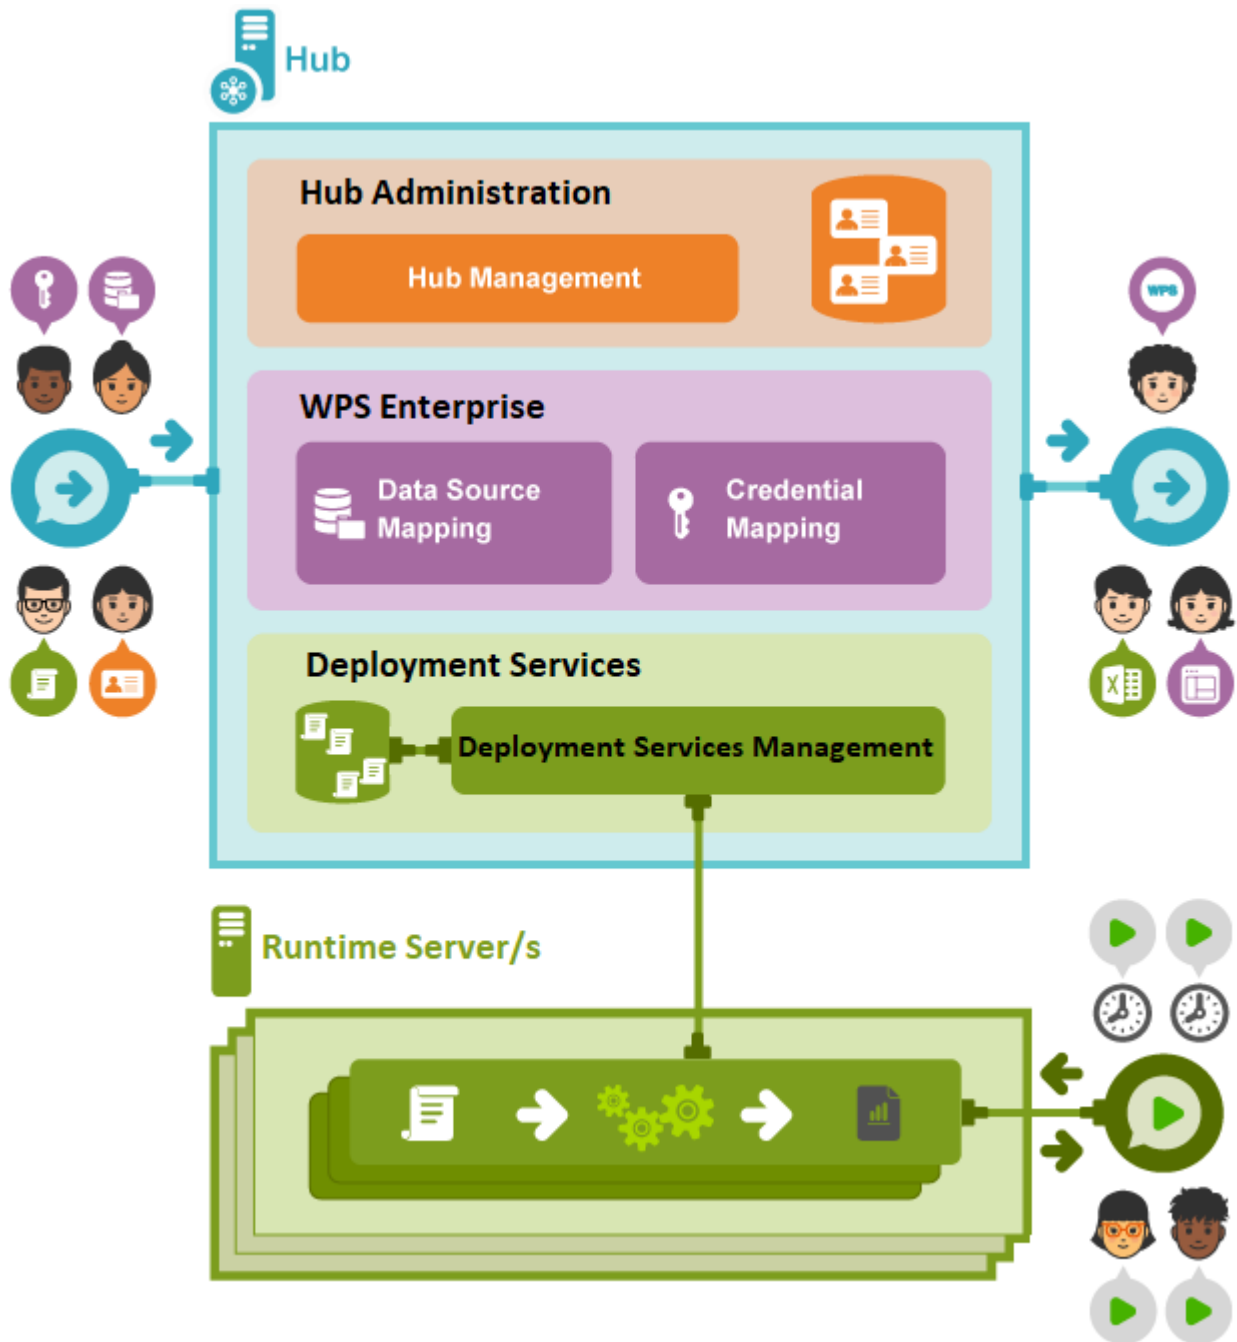 Hub
Hub Administration
Hub Management
WPS
WPS Enterprise
Data Source
Mapping
Credential
Mapping
Deployment Services
Deployment Services Management
X
Runtime Server/s